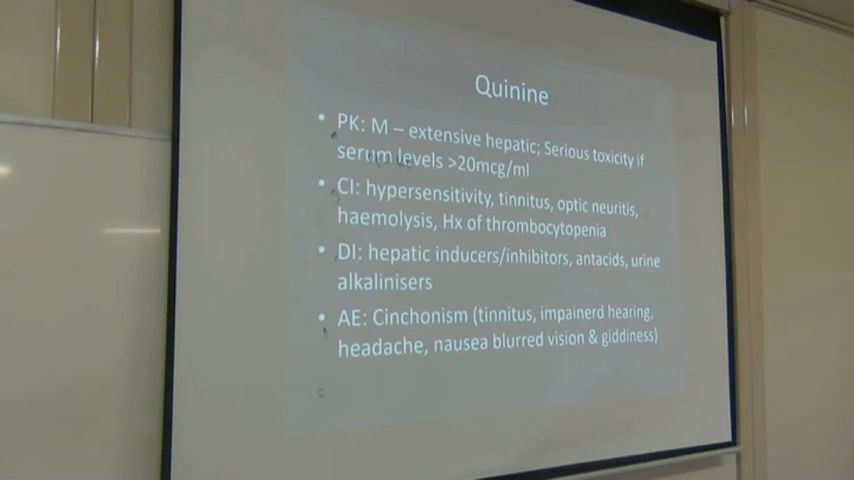 Quinine
• PK: M – extensive hepatic; Serious toxicity if
serum levels >20mcg/ml
• CI: hypersensitivity, tinnitus, optic neuritis,
haemolysis, Hx of thrombocytopenia
• DI: hepatic inducers/inhibitors, antacids, urine
alkalinisers
• AE: Cinchonism (tinnitus, impainerd hearing,
headache, nausea blurred vision & giddiness)